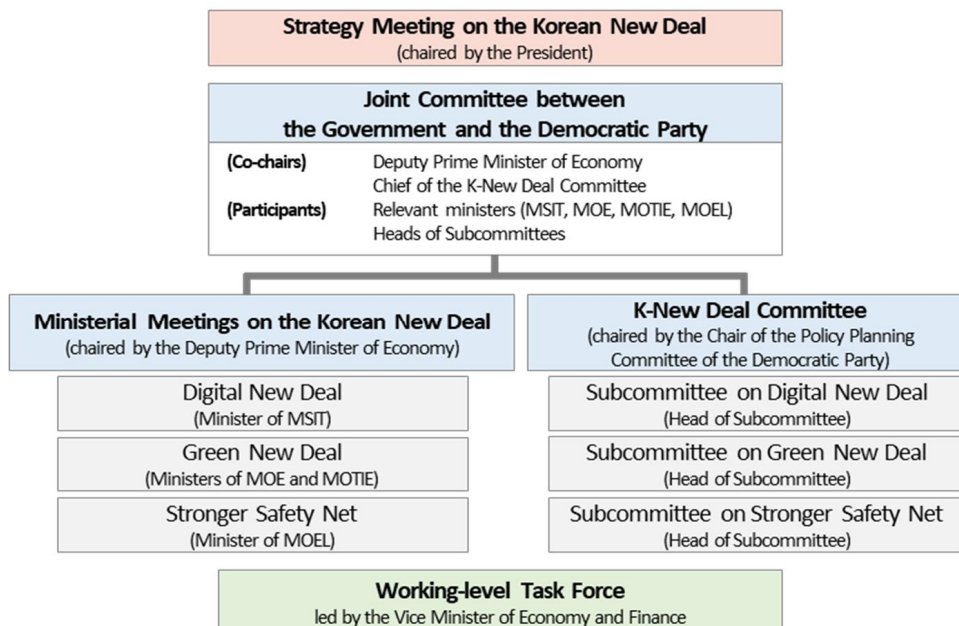 Strategy Meeting on the Korean New Deal
(chaired by the President)
Joint Committee between
the Government and the Democratic Party
(Co-chairs) Deputy Prime Minister of Economy
Chief of the K-New Deal Committee
(Participants) Relevant ministers (MSIT, MOE, MOTIE, MOEL)
Heads of Subcommittees
Ministerial Meetings on the Korean New Deal
(chaired by the Deputy Prime Minister of Economy)
Digital New Deal
(Minister of MSIT)
Green New Deal
(Ministers of MOE and MOTIE)
Stronger Safety Net
(Minister of MOEL)
K-New Deal Committee
(chaired by the Chair of the Policy Planning
Committee of the Democratic Party)
Subcommittee on Digital New Deal
(Head of Subcommittee)
Subcommittee on Green New Deal
(Head of Subcommittee)
Subcommittee on Stronger Safety Net
(Head of Subcommittee)
Working-level Task Force
led by the Vice Minister of Economy and Finance